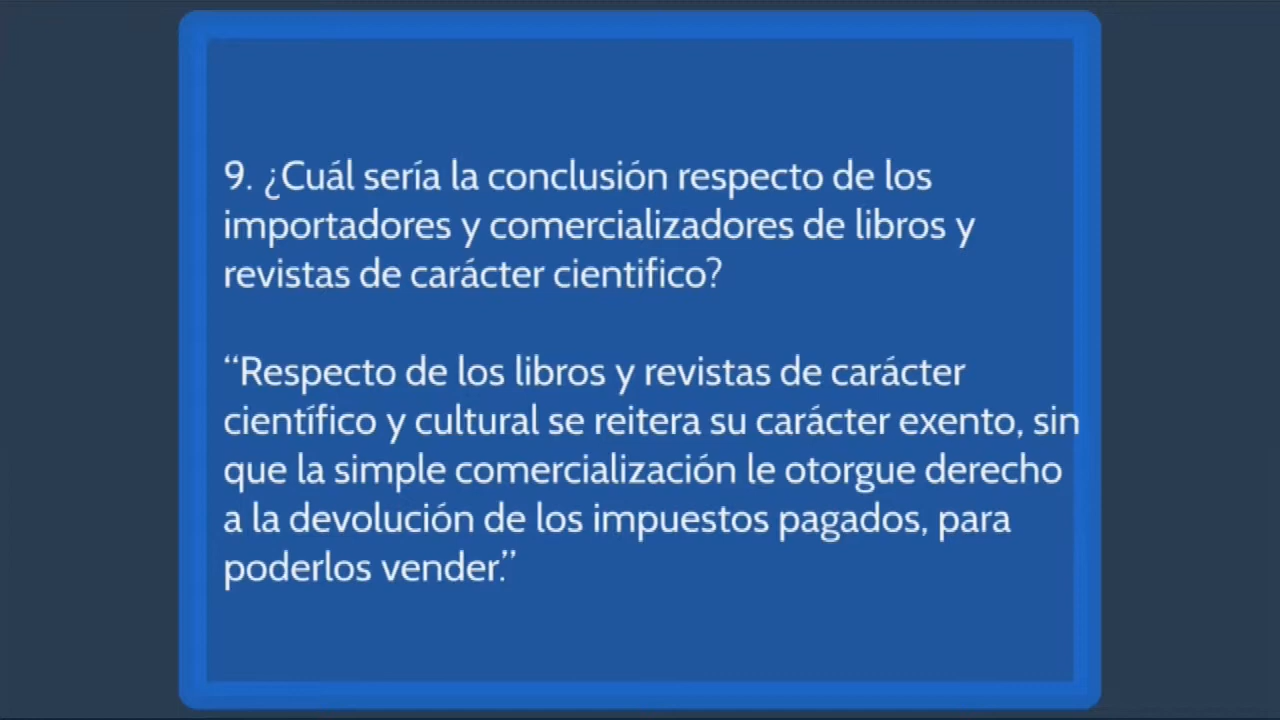 9. ¿Cuál sería la conclusión respecto de los
importadores y comercializadores de libros y
revistas de carácter cientifico?
“Respecto de los libros y revistas de carácter
científico y cultural se reitera su carácter exento, sin
que la simple comercialización le otorgue derecho
a la devolución de los impuestos pagados, para
poderlos vender.”